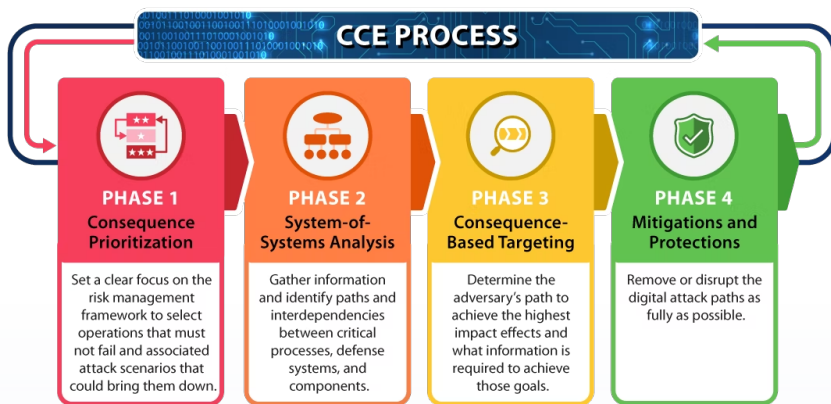 CCE PROCESS
PHASE 1
Consequence
Prioritization
Set a clear focus on the
risk management
framework to select
operations that must
not fail and associated
attack scenarios that
could bring them down.
PHASE 2
System-of-
Systems Analysis
Gather information
and identify paths and
interdependencies
between critical
processes, defense
systems, and
components.
PHASE 3
Consequence-
Based Targeting
Determine the
adversary's path to
achieve the highest
impact effects and
what information is
required to achieve
those goals.
PHASE 4
Mitigations and
Protections
Remove or disrupt the
digital attack paths as
fully as possible.